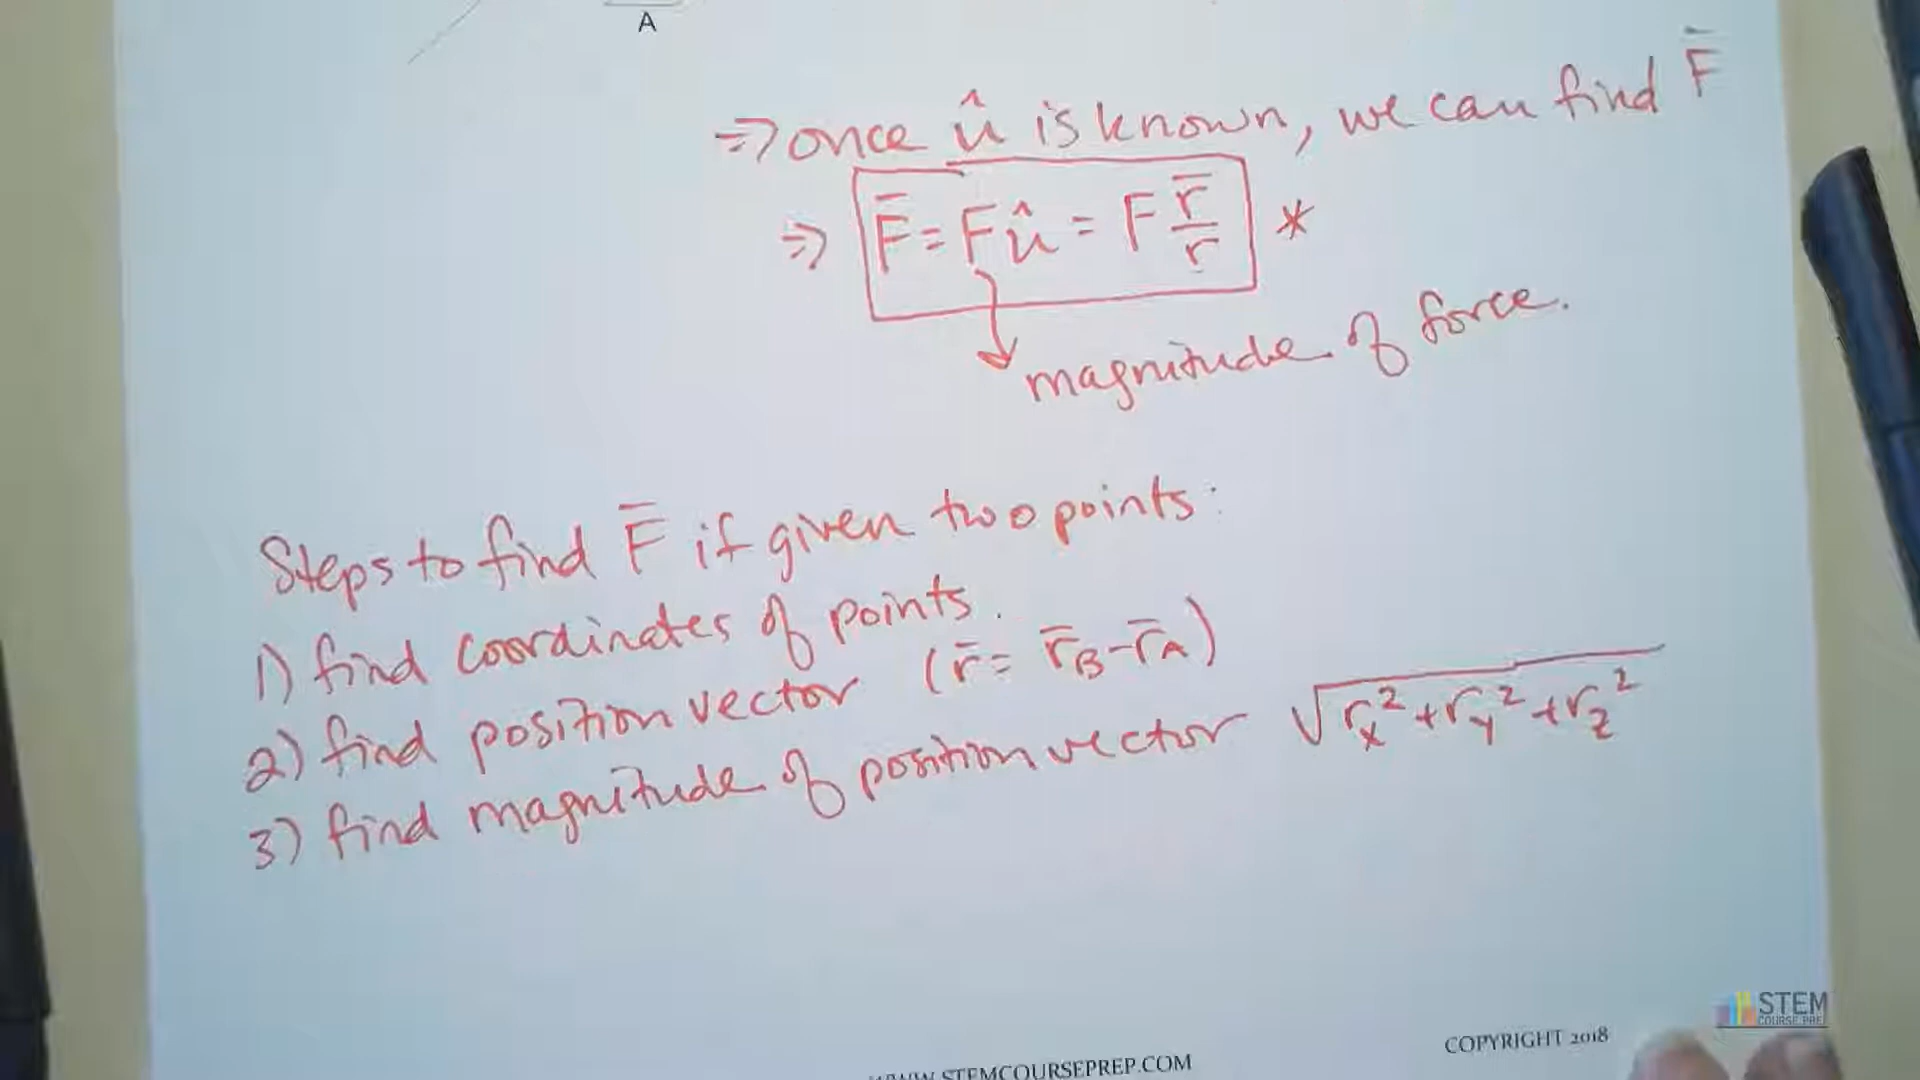 A
⇒ once û is known, we can find F̄
⇒ F̄ = Fû = F r̄/r *
magnitude of force.
Steps to find F̄ if given two points:
1) find coordinates of points.
2) find position vector (r̄ = r̄B - r̄A)
3) find magnitude of position vector √(rx² + ry² + rz²)
STEM
COURSE PREP
COPYRIGHT 2018
WWW.STEMCOURSEPREP.COM